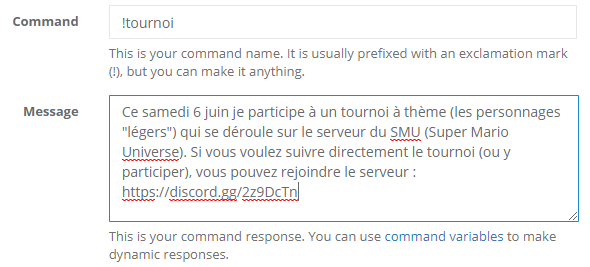 Command
!tournoi
This is your command name. It is usually prefixed with an exclamation mark
(!), but you can make it anything.
Message
Ce samedi 6 juin je participe à un tournoi à thème (les personnages
"légers") qui se déroule sur le serveur du SMU (Super Mario
Universe). Si vous voulez suivre directement le tournoi (ou y
participer), vous pouvez rejoindre le serveur :
https://discord.gg/2z9DcTn
This is your command response. You can use command variables to make
dynamic responses.